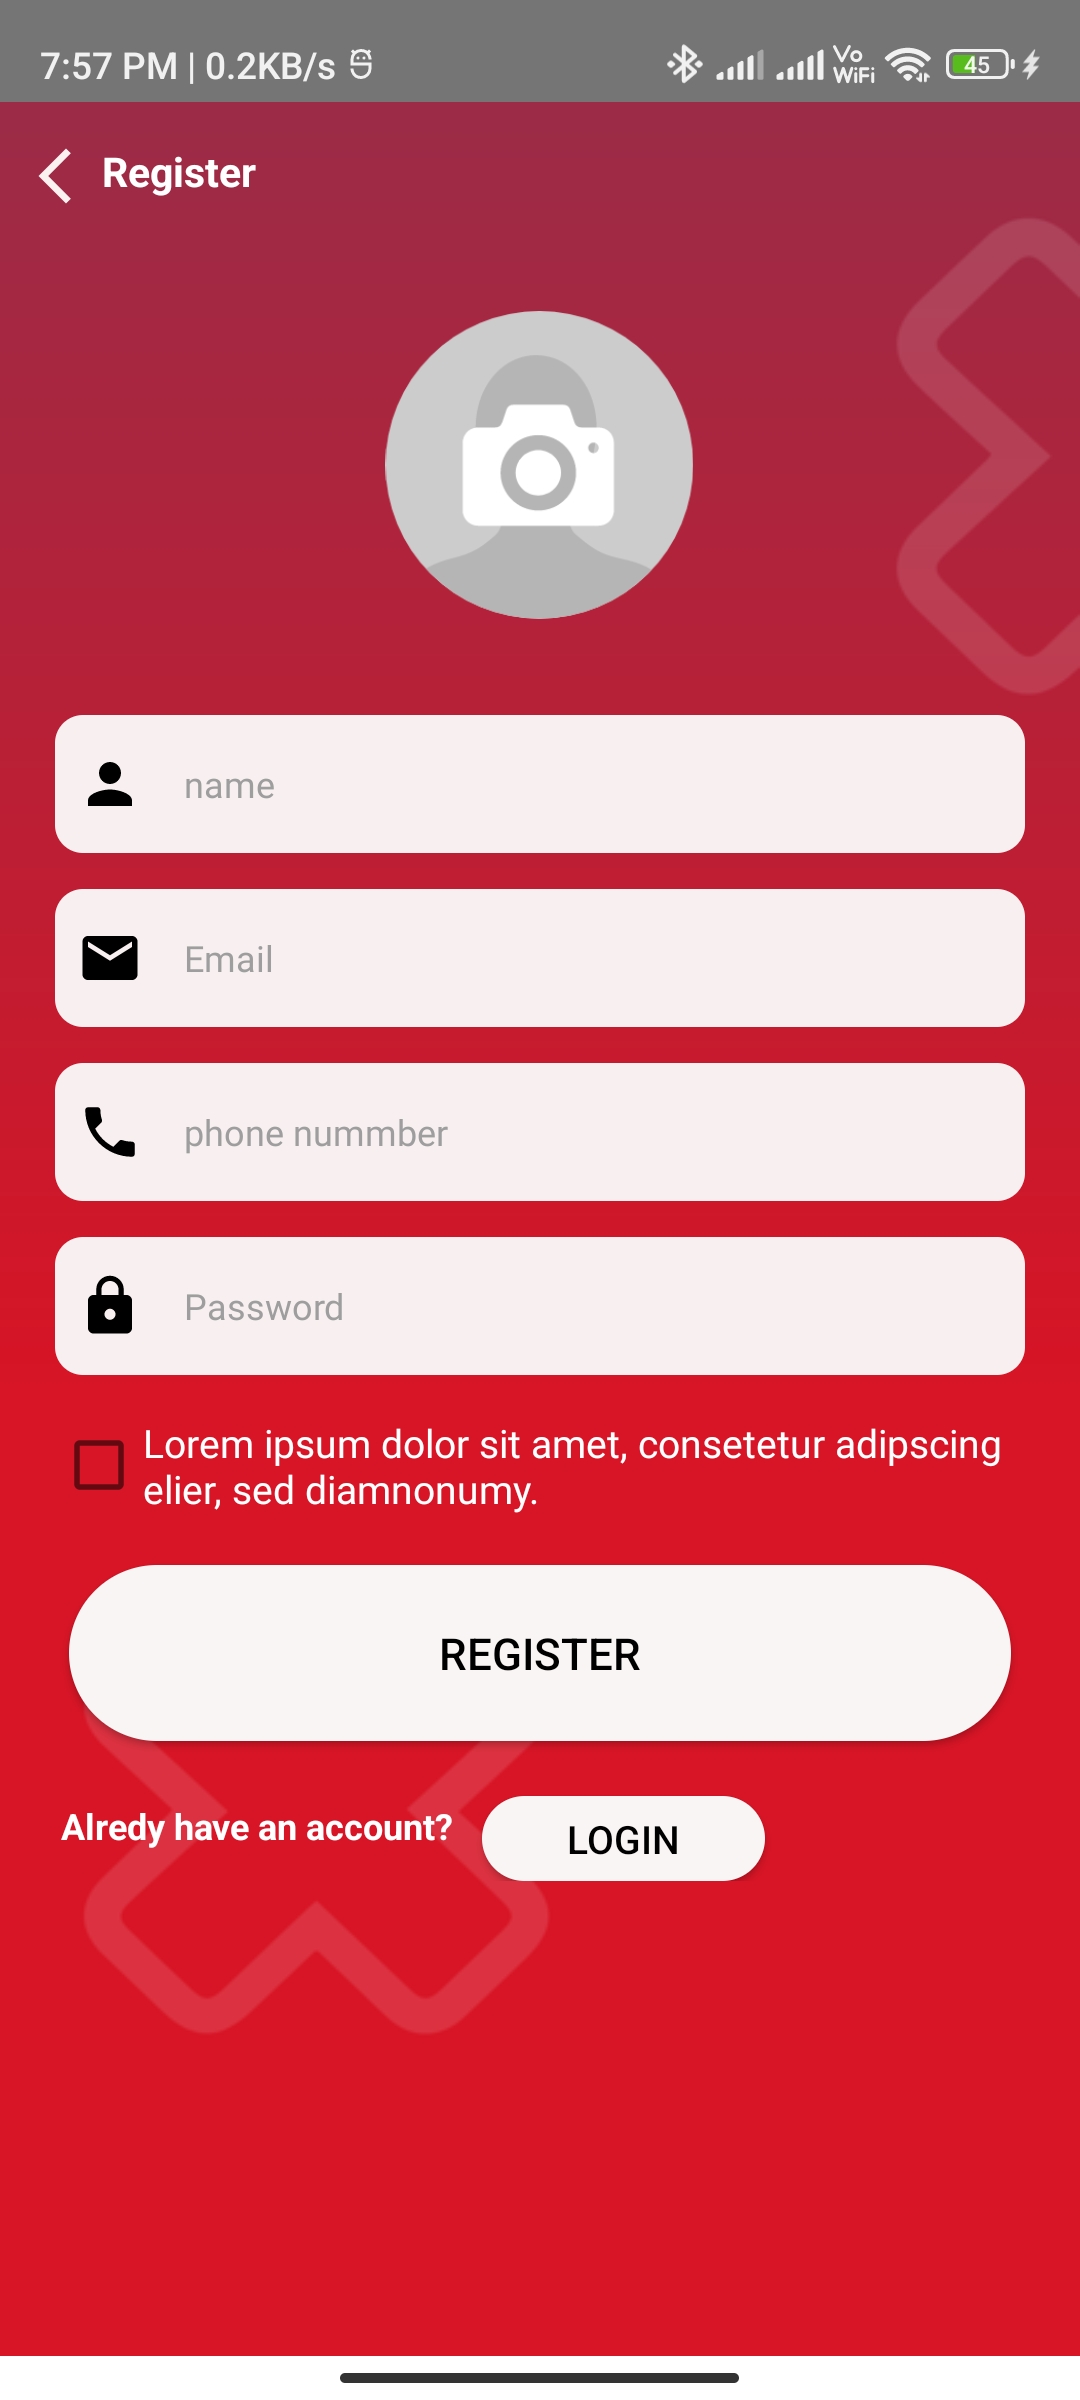 7:57 PM | 0.2KB/s
Vo
WiFi
45
Register
name
Email
phone nummber
Password
Lorem ipsum dolor sit amet, consetetur adipscing
elier, sed diamnonumy.
REGISTER
Alredy have an account?
LOGIN